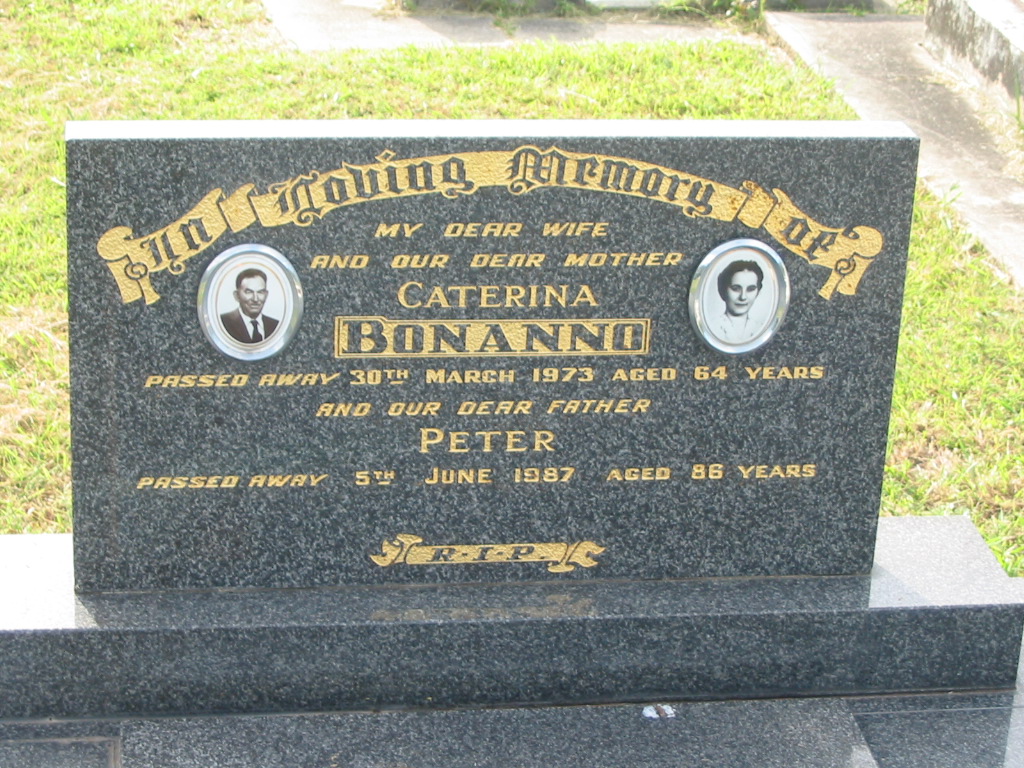 In Loving Memory of
MY DEAR WIFE
AND OUR DEAR MOTHER
CATERINA
BONANNO
PASSED AWAY 30TH MARCH 1973 AGED 64 YEARS
AND OUR DEAR FATHER
PETER
PASSED AWAY 5TH JUNE 1987 AGED 86 YEARS
R·I·P·